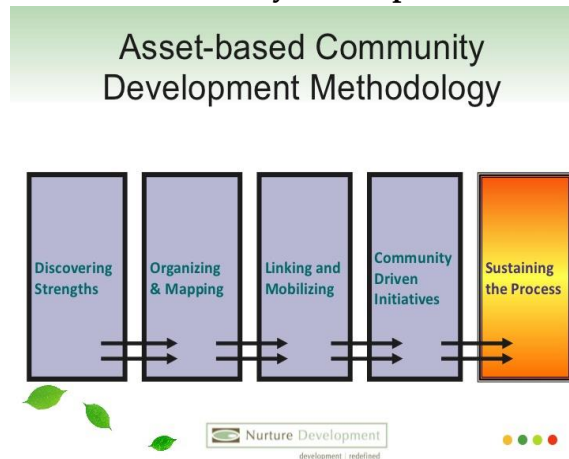 Asset-based Community
Development Methodology
Discovering
Strengths
Organizing
& Mapping
Linking and
Mobilizing
Community
Driven
Initiatives
Sustaining
the Process
Nurture Development
development | redefined